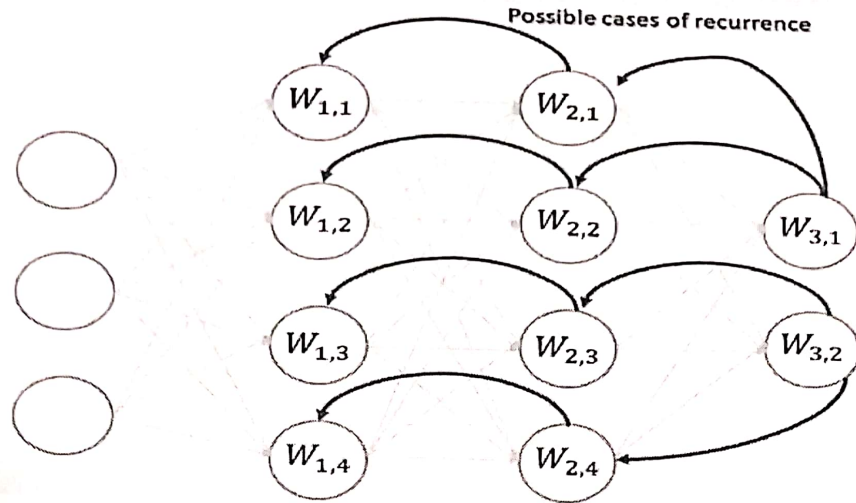 Possible cases of recurrence
W1,1 W2,1
W1,2 W2,2 W3,1
W1,3 W2,3 W3,2
W1,4 W2,4